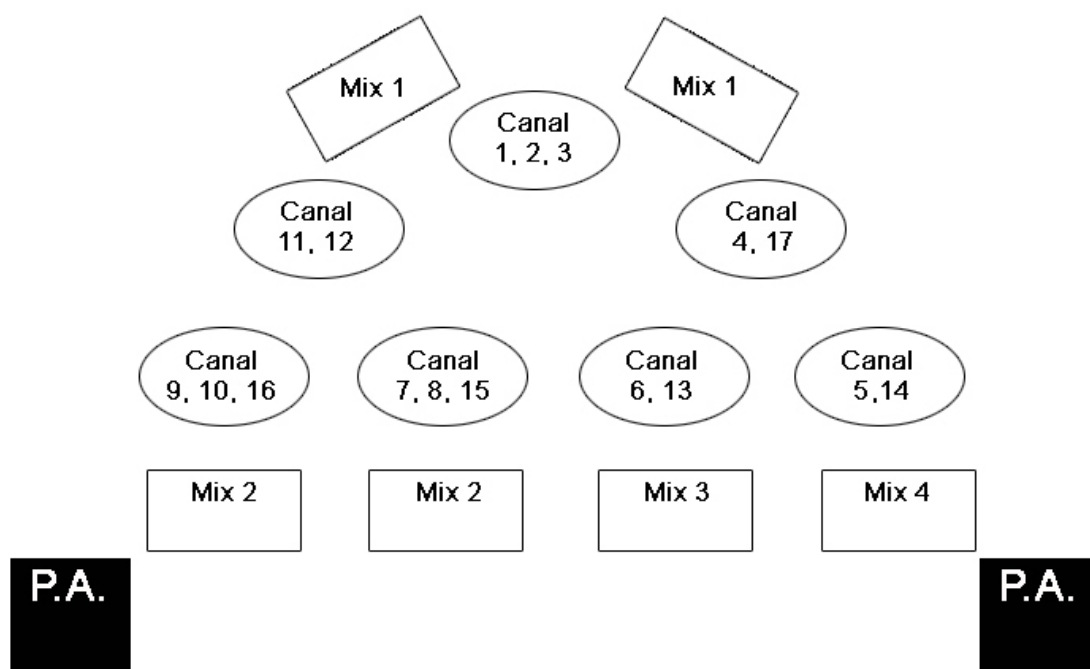 Mix 1
Mix 1
Canal
1, 2, 3
Canal
11, 12
Canal
4, 17
Canal
9, 10, 16
Canal
7, 8, 15
Canal
6, 13
Canal
5,14
Mix 2
Mix 2
Mix 3
Mix 4
P.A.
P.A.